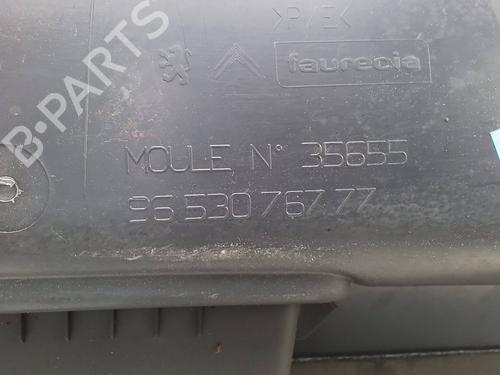 >P/E<
faurecia
MOULE N° 35655
96 530 767 77
B-PARTS